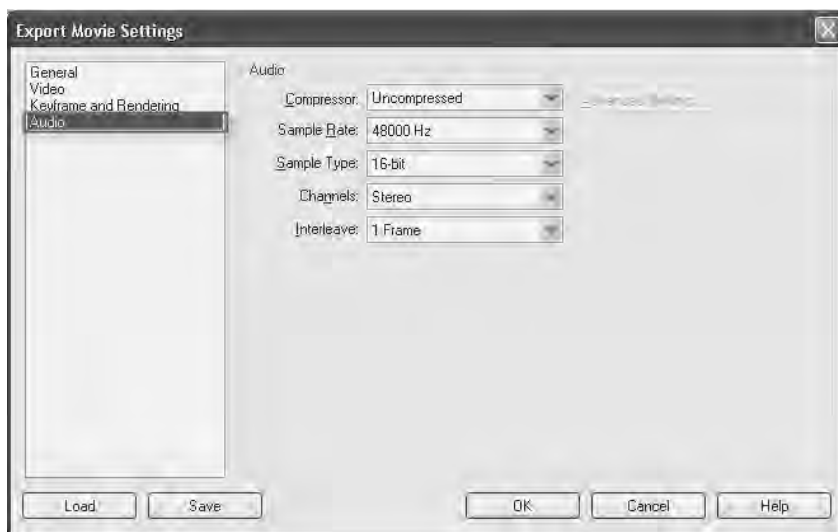 Export Movie Settings
General
Video
Keyframe and Rendering
Audio
Audio
Compressor: Uncompressed
Sample Rate: 48000 Hz
Sample Type: 16-bit
Channels: Stereo
Interleave: 1 Frame
Load
Save
OK
Cancel
Help